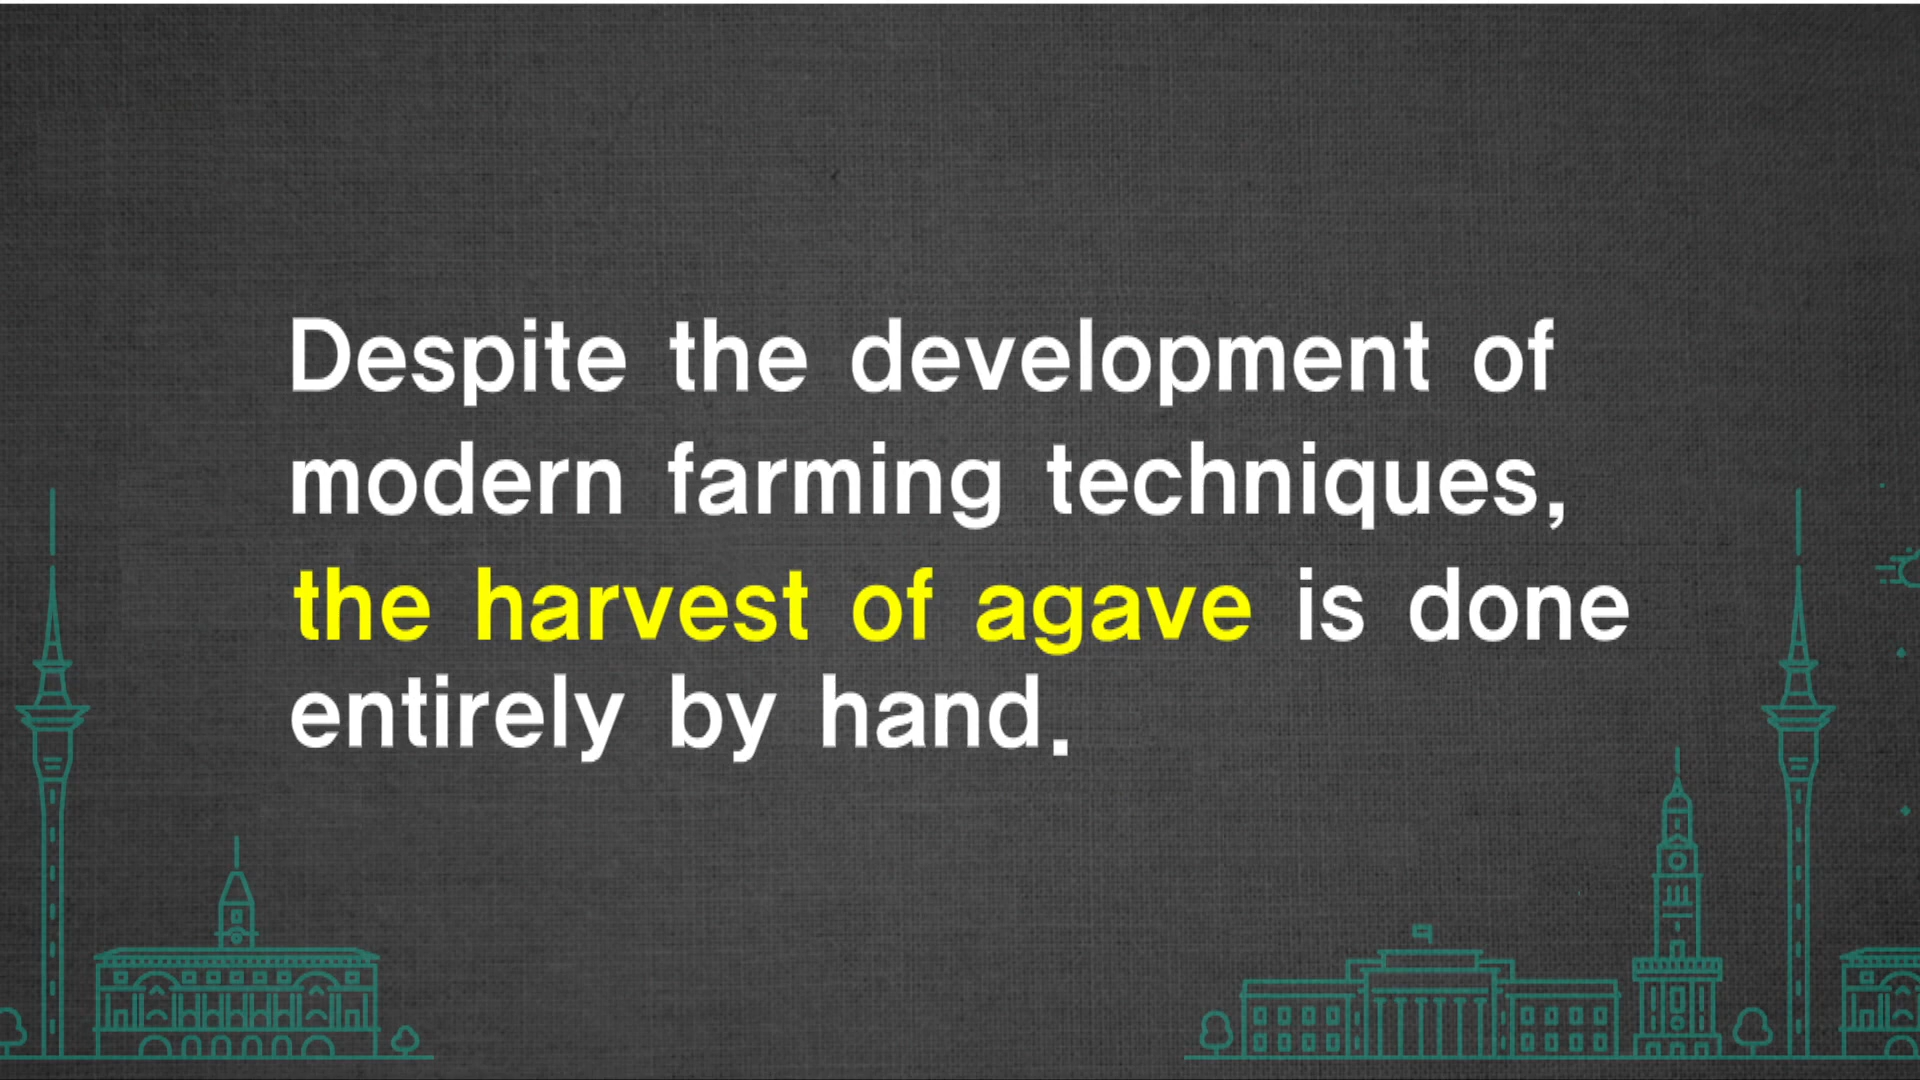 Despite the development of
modern farming techniques,
the harvest of agave is done
entirely by hand.